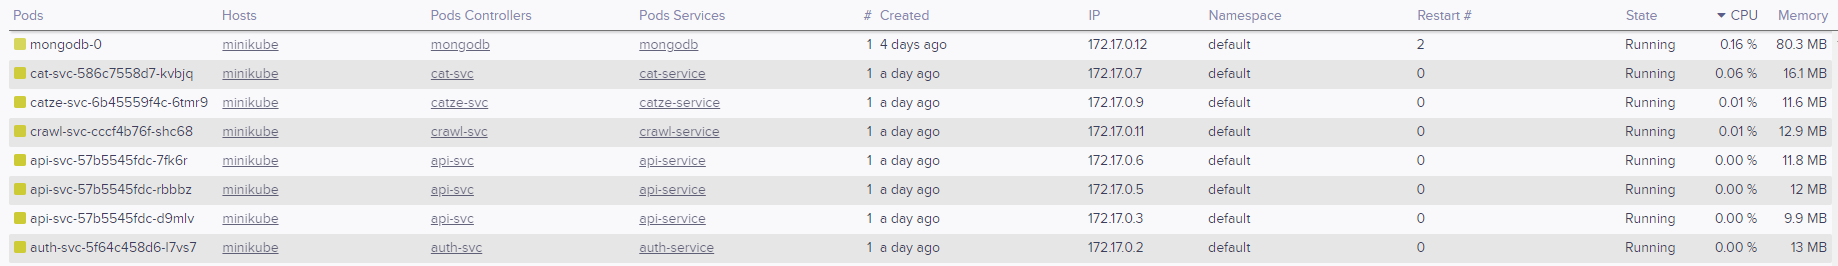 Pods Hosts Pods Controllers Pods Services # Created IP Namespace Restart # State CPU Memory
mongodb-0 minikube mongodb mongodb 1 4 days ago 172.17.0.12 default 2 Running 0.16 % 80.3 MB
cat-svc-586c7558d7-kvbjq minikube cat-svc cat-service 1 a day ago 172.17.0.7 default 0 Running 0.06 % 16.1 MB
catze-svc-6b45559f4c-6tmr9 minikube catze-svc catze-service 1 a day ago 172.17.0.9 default 0 Running 0.01 % 11.6 MB
crawl-svc-cccf4b76f-shc68 minikube crawl-svc crawl-service 1 a day ago 172.17.0.11 default 0 Running 0.01 % 12.9 MB
api-svc-57b5545fdc-7fk6r minikube api-svc api-service 1 a day ago 172.17.0.6 default 0 Running 0.00 % 11.8 MB
api-svc-57b5545fdc-rbbbz minikube api-svc api-service 1 a day ago 172.17.0.5 default 0 Running 0.00 % 12 MB
api-svc-57b5545fdc-d9mlv minikube api-svc api-service 1 a day ago 172.17.0.3 default 0 Running 0.00 % 9.9 MB
auth-svc-5f64c458d6-l7vs7 minikube auth-svc auth-service 1 a day ago 172.17.0.2 default 0 Running 0.00 % 13 MB